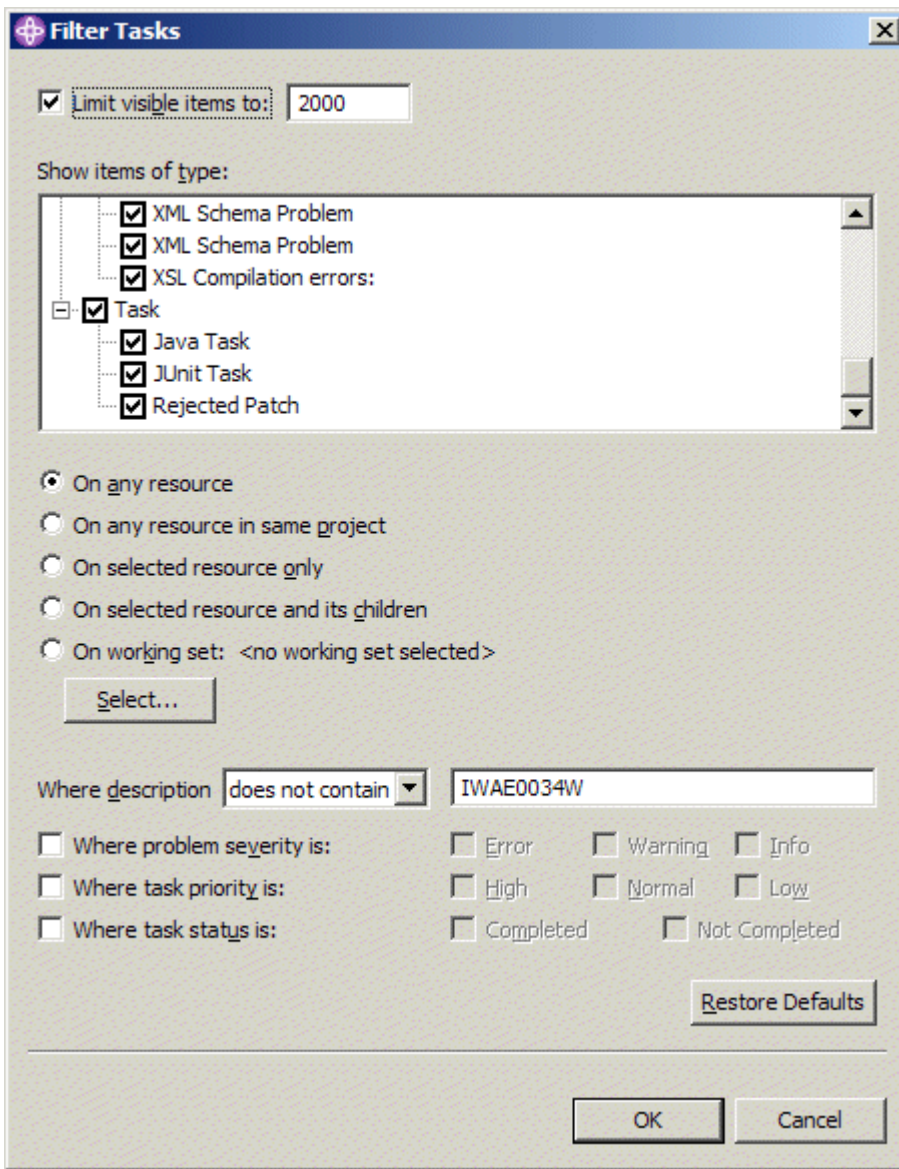 Filter Tasks
Limit visible items to: 2000
Show items of type:
XML Schema Problem
XML Schema Problem
XSL Compilation errors:
Task
Java Task
JUnit Task
Rejected Patch
On any resource
On any resource in same project
On selected resource only
On selected resource and its children
On working set: <no working set selected>
Select...
Where description does not contain IWAE0034W
Where problem severity is: Error Warning Info
Where task priority is: High Normal Low
Where task status is: Completed Not Completed
Restore Defaults
OK Cancel